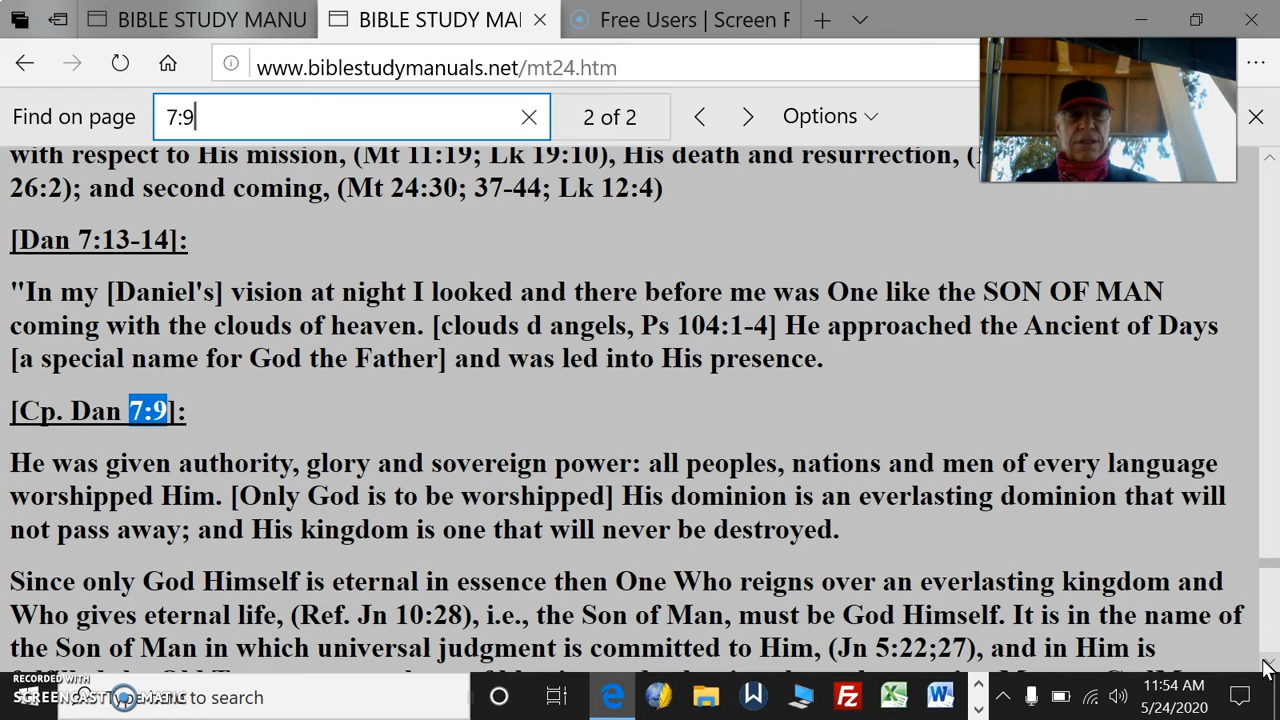 BIBLE STUDY MANU
BIBLE STUDY MAI
Free Users | Screen F
www.biblestudymanuals.net/mt24.htm
Find on page
7:9
2 of 2
Options
with respect to His mission, (Mt 11:19; Lk 19:10), His death and resurrection, (
26:2); and second coming, (Mt 24:30; 37-44; Lk 12:4)
[Dan 7:13-14]:
"In my [Daniel's] vision at night I looked and there before me was One like the SON OF MAN
coming with the clouds of heaven. [clouds d angels, Ps 104:1-4] He approached the Ancient of Days
[a special name for God the Father] and was led into His presence.
[Cp. Dan 7:9]:
He was given authority, glory and sovereign power: all peoples, nations and men of every language
worshipped Him. [Only God is to be worshipped] His dominion is an everlasting dominion that will
not pass away; and His kingdom is one that will never be destroyed.
Since only God Himself is eternal in essence then One Who reigns over an everlasting kingdom and
Who gives eternal life, (Ref. Jn 10:28), i.e., the Son of Man, must be God Himself. It is in the name of
the Son of Man in which universal judgment is committed to Him, (Jn 5:22;27), and in Him is
RECORDED WITH
SCREENCAST MATIC
Type here to search
11:54 AM
5/24/2020